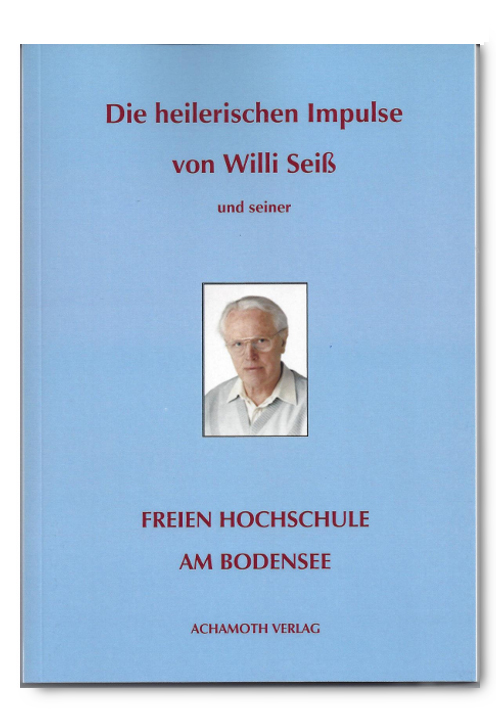 Die heilerischen Impulse
von Willi Seiß
und seiner
FREIEN HOCHSCHULE
AM BODENSEE
ACHAMOTH VERLAG